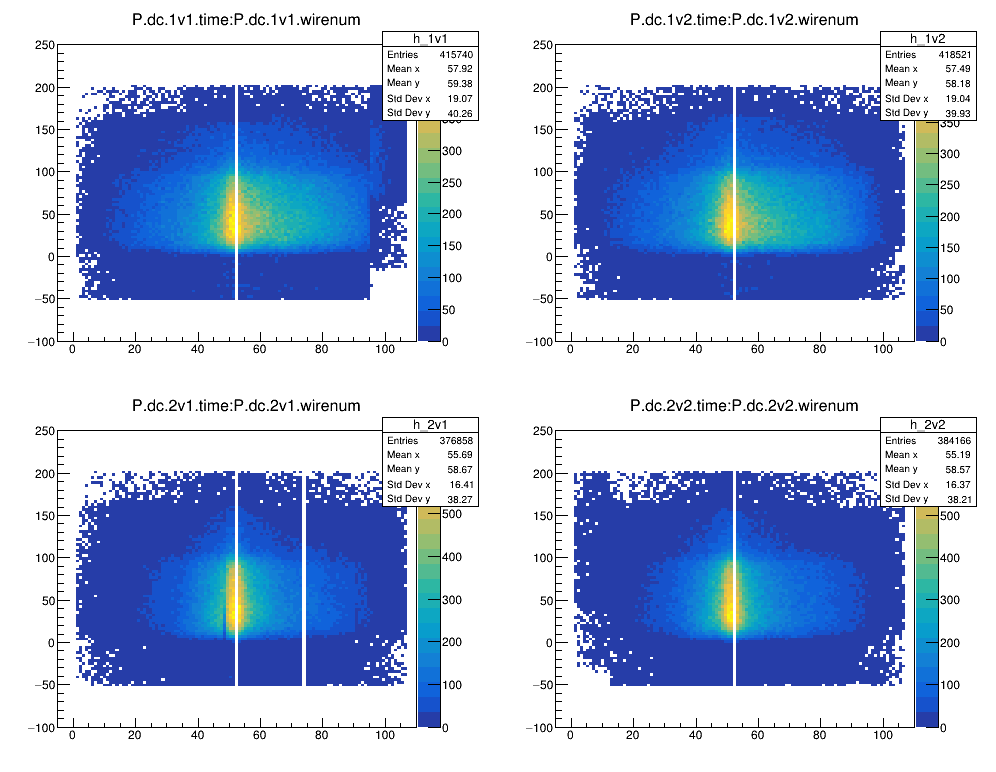 P.dc.1v1.time:P.dc.1v1.wirenum
h_1v1
Entries 415740
Mean x 57.92
Mean y 59.38
Std Dev x 19.07
Std Dev y 40.26
250
200
150
100
50
0
−50
−100
0 20 40 60 80 100
350
300
250
200
150
100
50
0
P.dc.1v2.time:P.dc.1v2.wirenum
h_1v2
Entries 418521
Mean x 57.49
Mean y 58.18
Std Dev x 19.04
Std Dev y 39.93
250
200
150
100
50
0
−50
−100
0 20 40 60 80 100
350
300
250
200
150
100
50
0
P.dc.2v1.time:P.dc.2v1.wirenum
h_2v1
Entries 376858
Mean x 55.69
Mean y 58.67
Std Dev x 16.41
Std Dev y 38.27
250
200
150
100
50
0
−50
−100
0 20 40 60 80 100
500
400
300
200
100
0
P.dc.2v2.time:P.dc.2v2.wirenum
h_2v2
Entries 384166
Mean x 55.19
Mean y 58.57
Std Dev x 16.37
Std Dev y 38.21
250
200
150
100
50
0
−50
−100
0 20 40 60 80 100
500
400
300
200
100
0